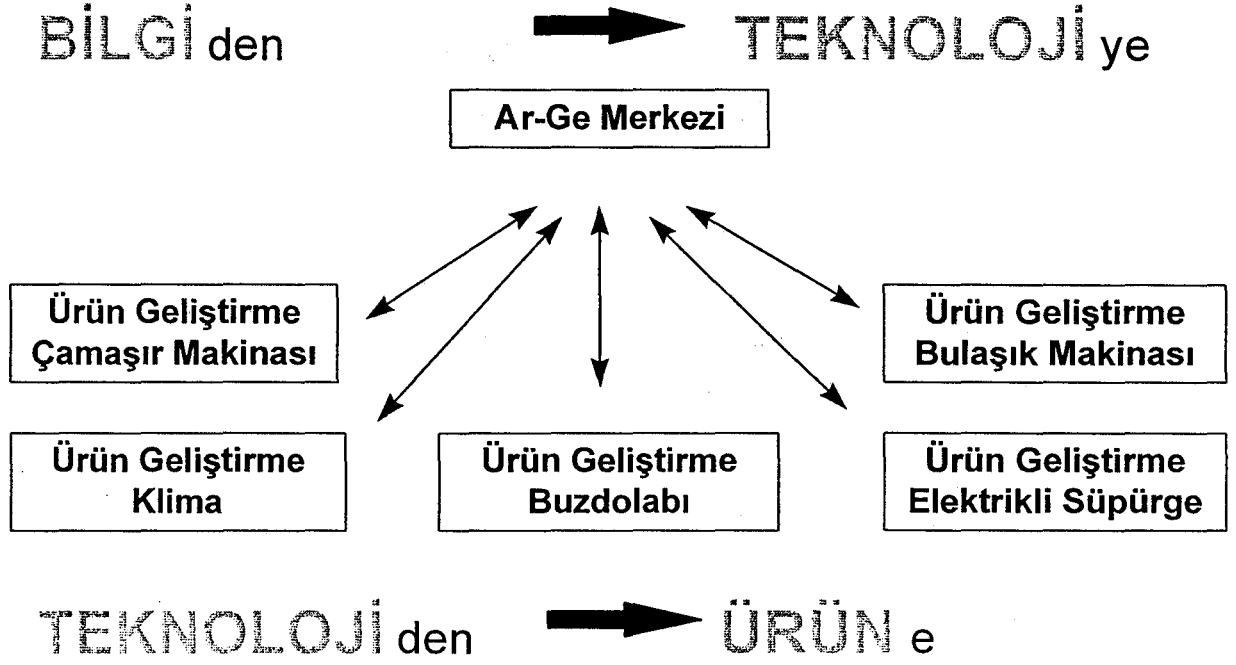 BİLGİ den TEKNOLOJİ ye
Ar-Ge Merkezi
Ürün Geliştirme
Çamaşır Makinası
Ürün Geliştirme
Bulaşık Makinası
Ürün Geliştirme
Klima
Ürün Geliştirme
Buzdolabı
Ürün Geliştirme
Elektrikli Süpürge
TEKNOLOJİ den ÜRÜN e